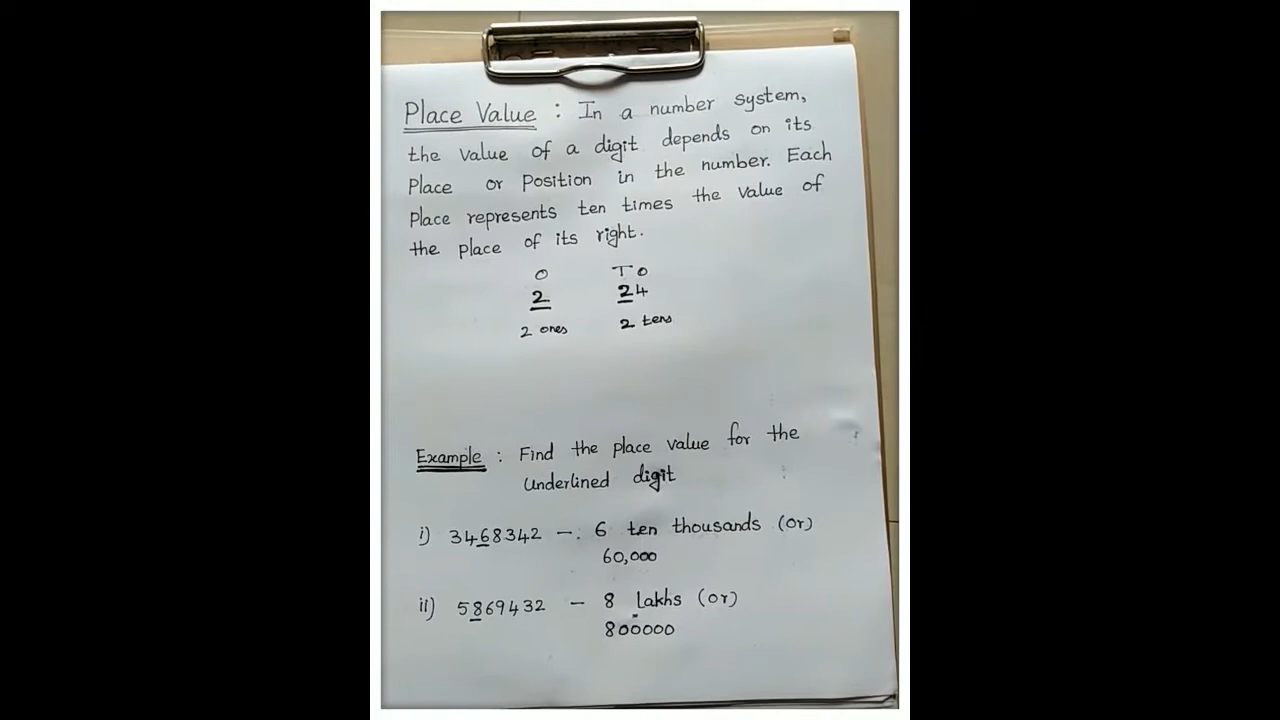 Place Value : In a number system,
the value of a digit depends on its
Place or Position in the number. Each
Place represents ten times the value of
the place of its right.
O TO
2 24
2 ones 2 tens
Example : Find the place value for the
Underlined digit
i) 3468342 - : 6 ten thousands (or)
60,000
ii) 5869432 - 8 Lakhs (or)
800000